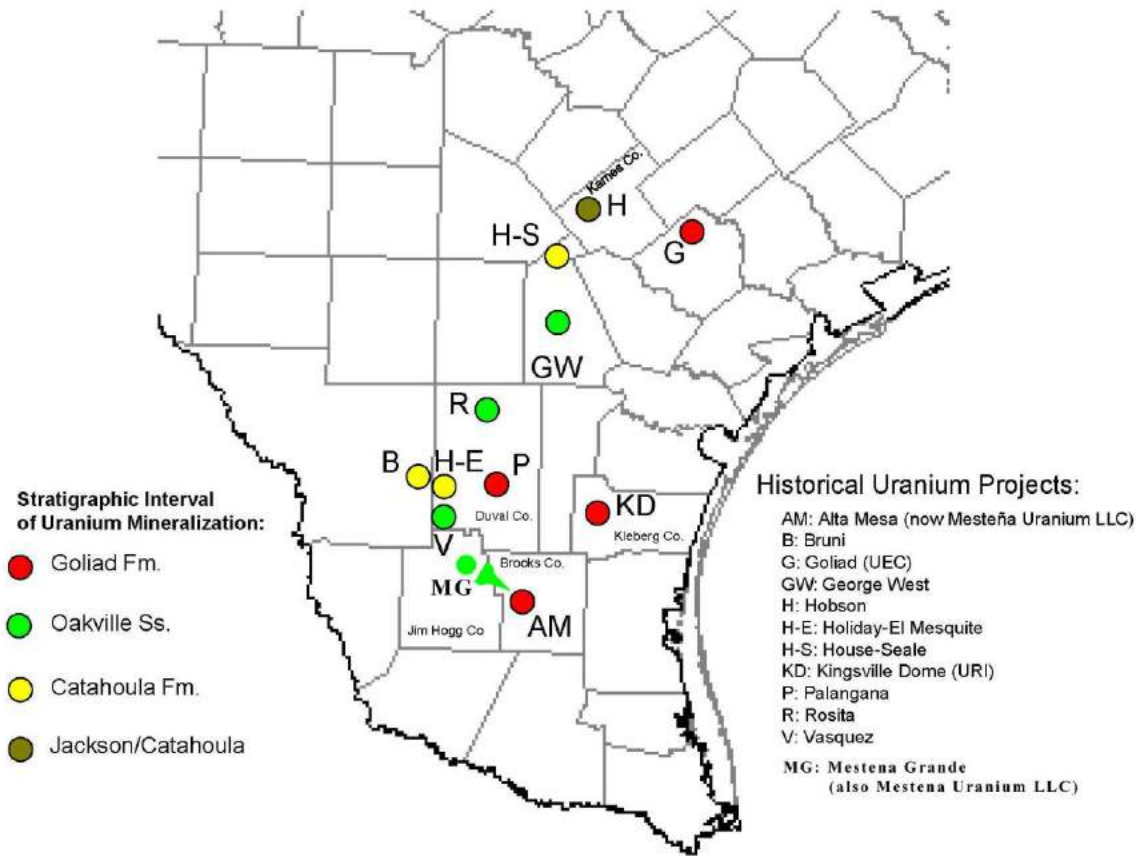 Karnes Co.
H
H-S
G
GW
R
B
H-E
P
KD
Duval Co.
Kleberg Co.
V
Brooks Co.
MG
AM
Jim Hogg Co
Stratigraphic Interval
of Uranium Mineralization:
Goliad Fm.
Oakville Ss.
Catahoula Fm.
Jackson/Catahoula
Historical Uranium Projects:
AM: Alta Mesa (now Mesteña Uranium LLC)
B: Bruni
G: Goliad (UEC)
GW: George West
H: Hobson
H-E: Holiday-El Mesquite
H-S: House-Seale
KD: Kingsville Dome (URI)
P: Palangana
R: Rosita
V: Vasquez
MG: Mestena Grande
(also Mestena Uranium LLC)